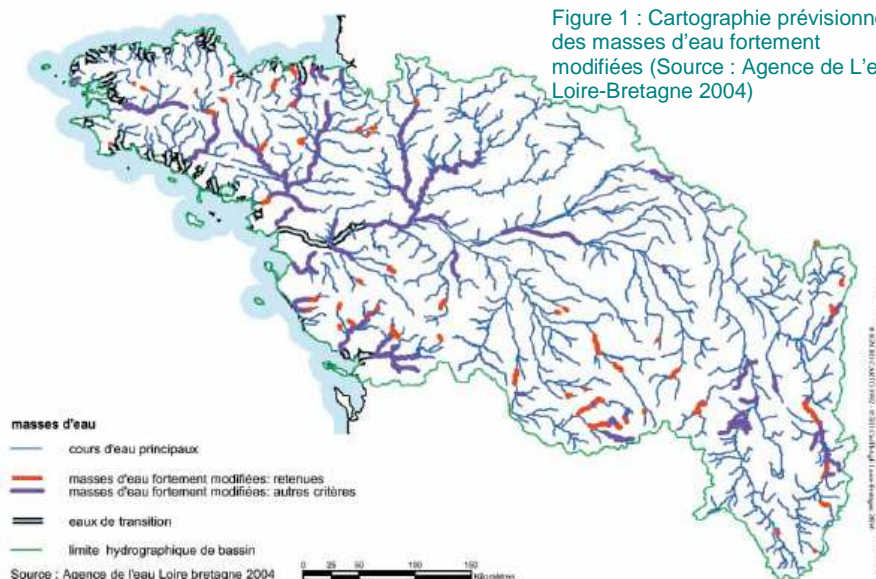 Figure 1 : Cartographie prévisionne
des masses d'eau fortement
modifiées (Source : Agence de L'e
Loire-Bretagne 2004)
masses d'eau
cours d'eau principaux
masses d'eau fortement modifiées: retenues
masses d'eau fortement modifiées: autres critères
eaux de transition
limite hydrographique de bassin
Source : Agence de l'eau Loire bretagne 2004
0 25 50 100 150
Kilomètres